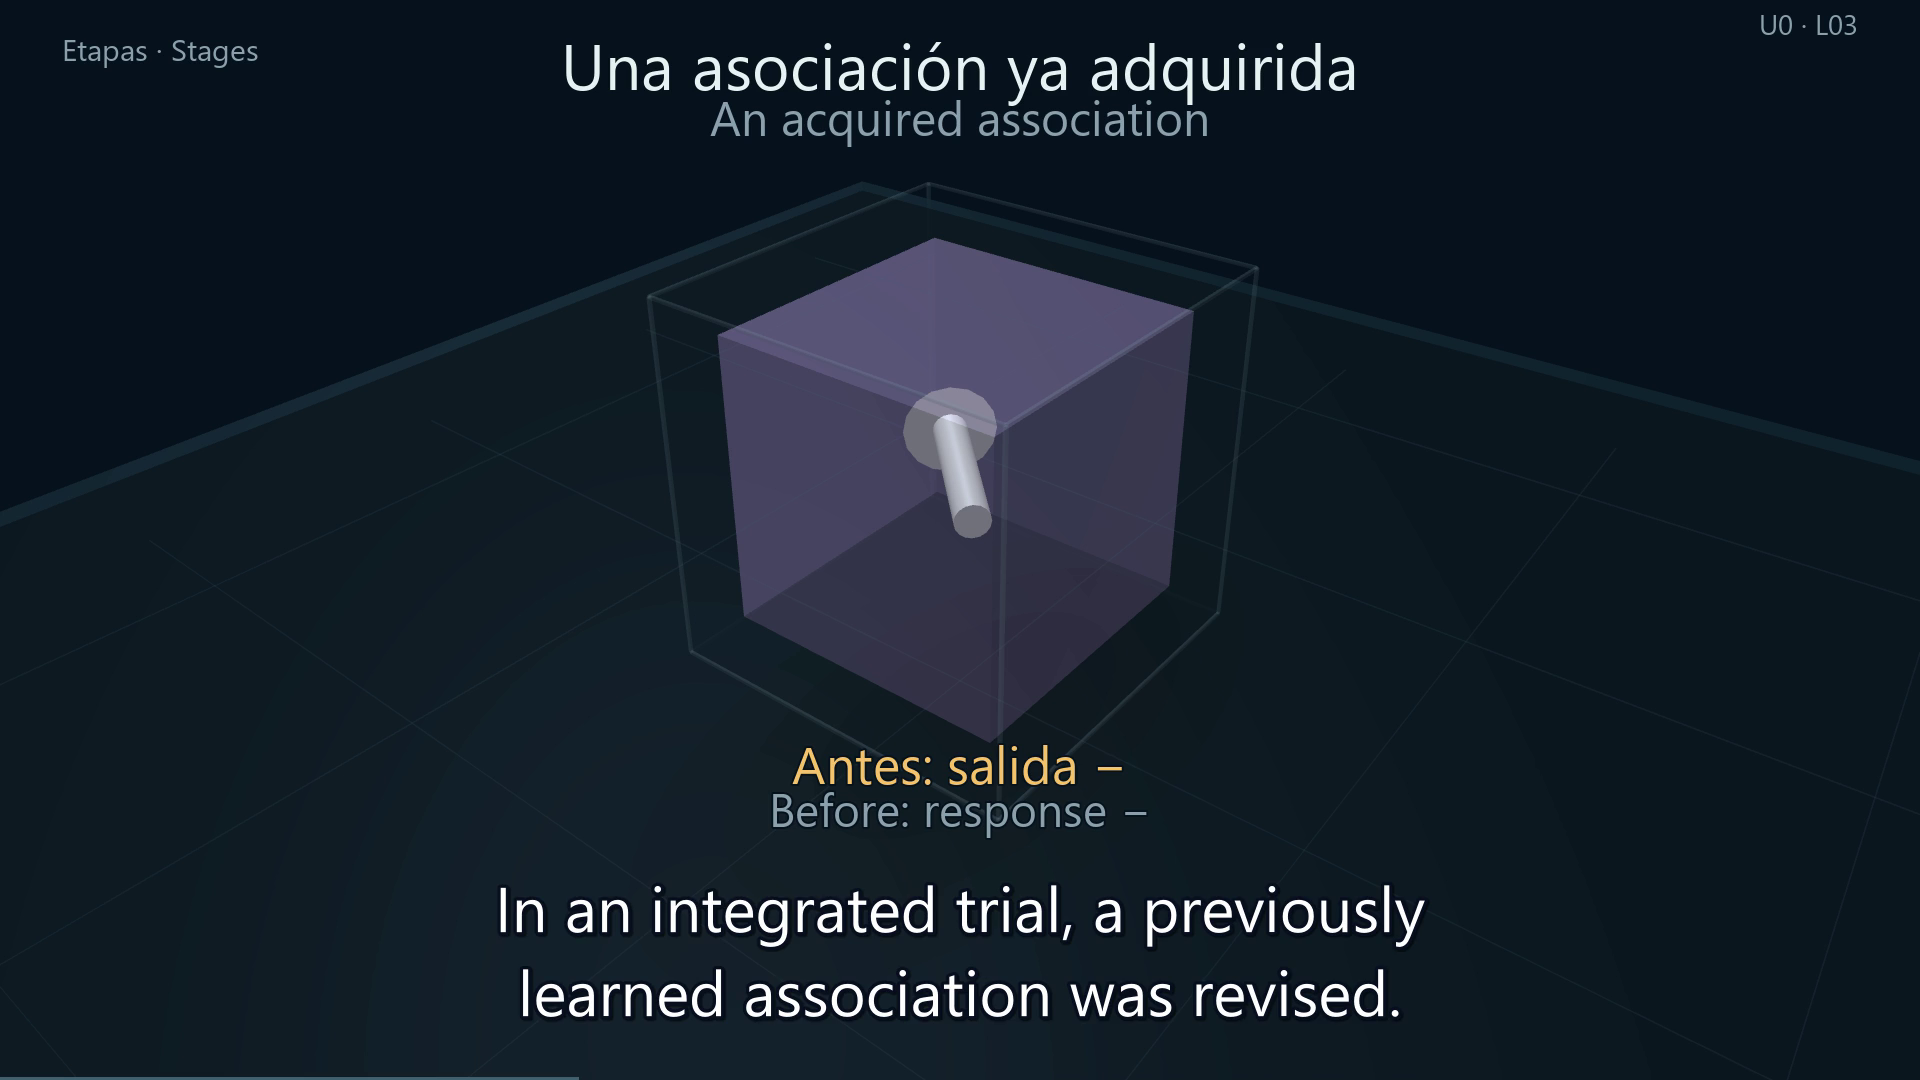 Etapas · Stages
U0 · L03
Una asociación ya adquirida
An acquired association
Antes: salida –
Before: response –
In an integrated trial, a previously
learned association was revised.